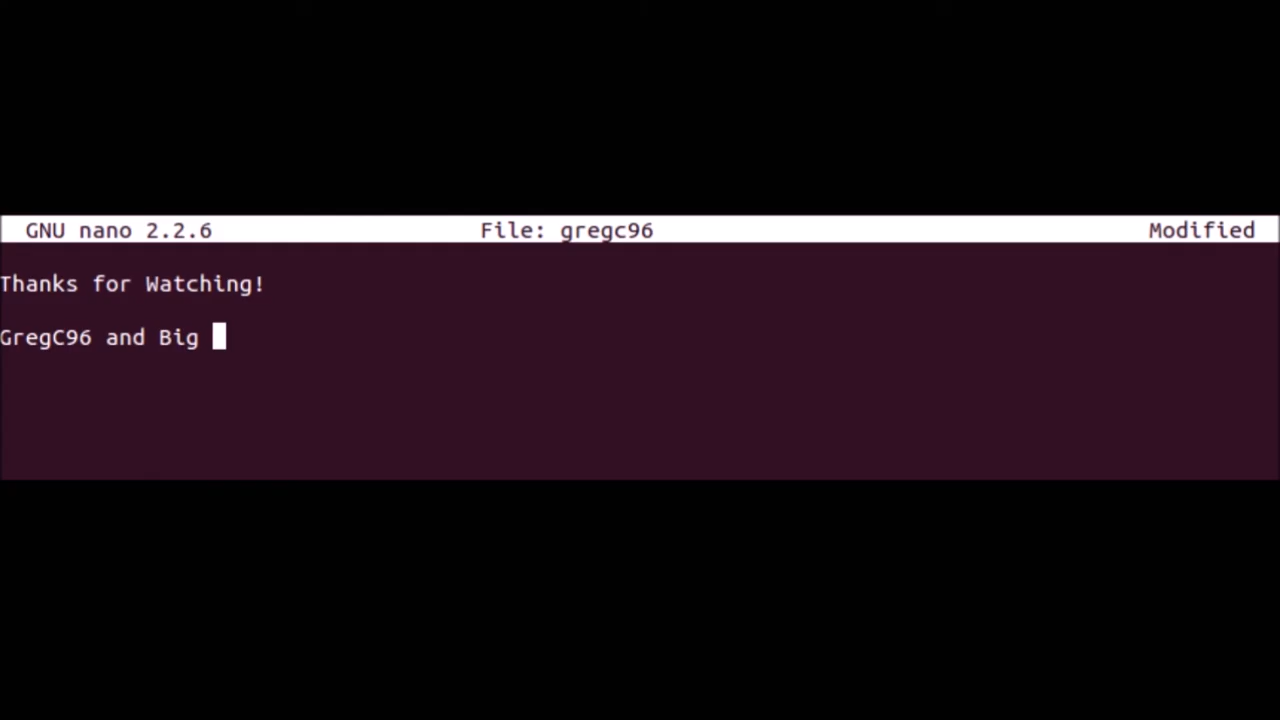 GNU nano 2.2.6 File: gregc96 Modified
Thanks for Watching!
GregC96 and Big